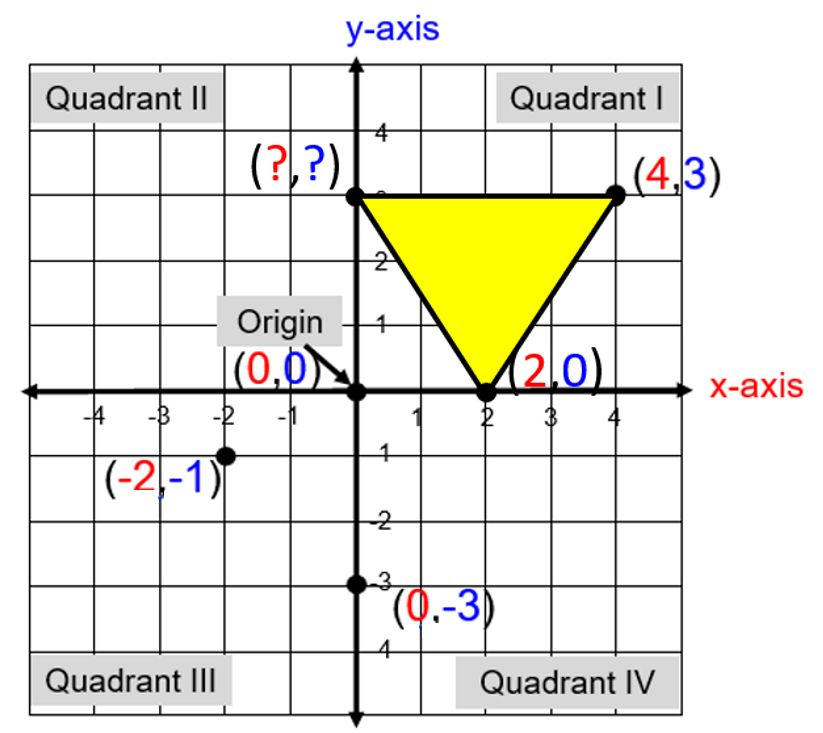 y-axis
Quadrant II
Quadrant I
4
(?,?)
(4,3)
2
Origin
1
(0,0)
(2,0)
x-axis
-4 -3 -2 -1 1 2 3 4
1
(-2,-1)
-2
-3
(0,-3)
4
Quadrant III
Quadrant IV